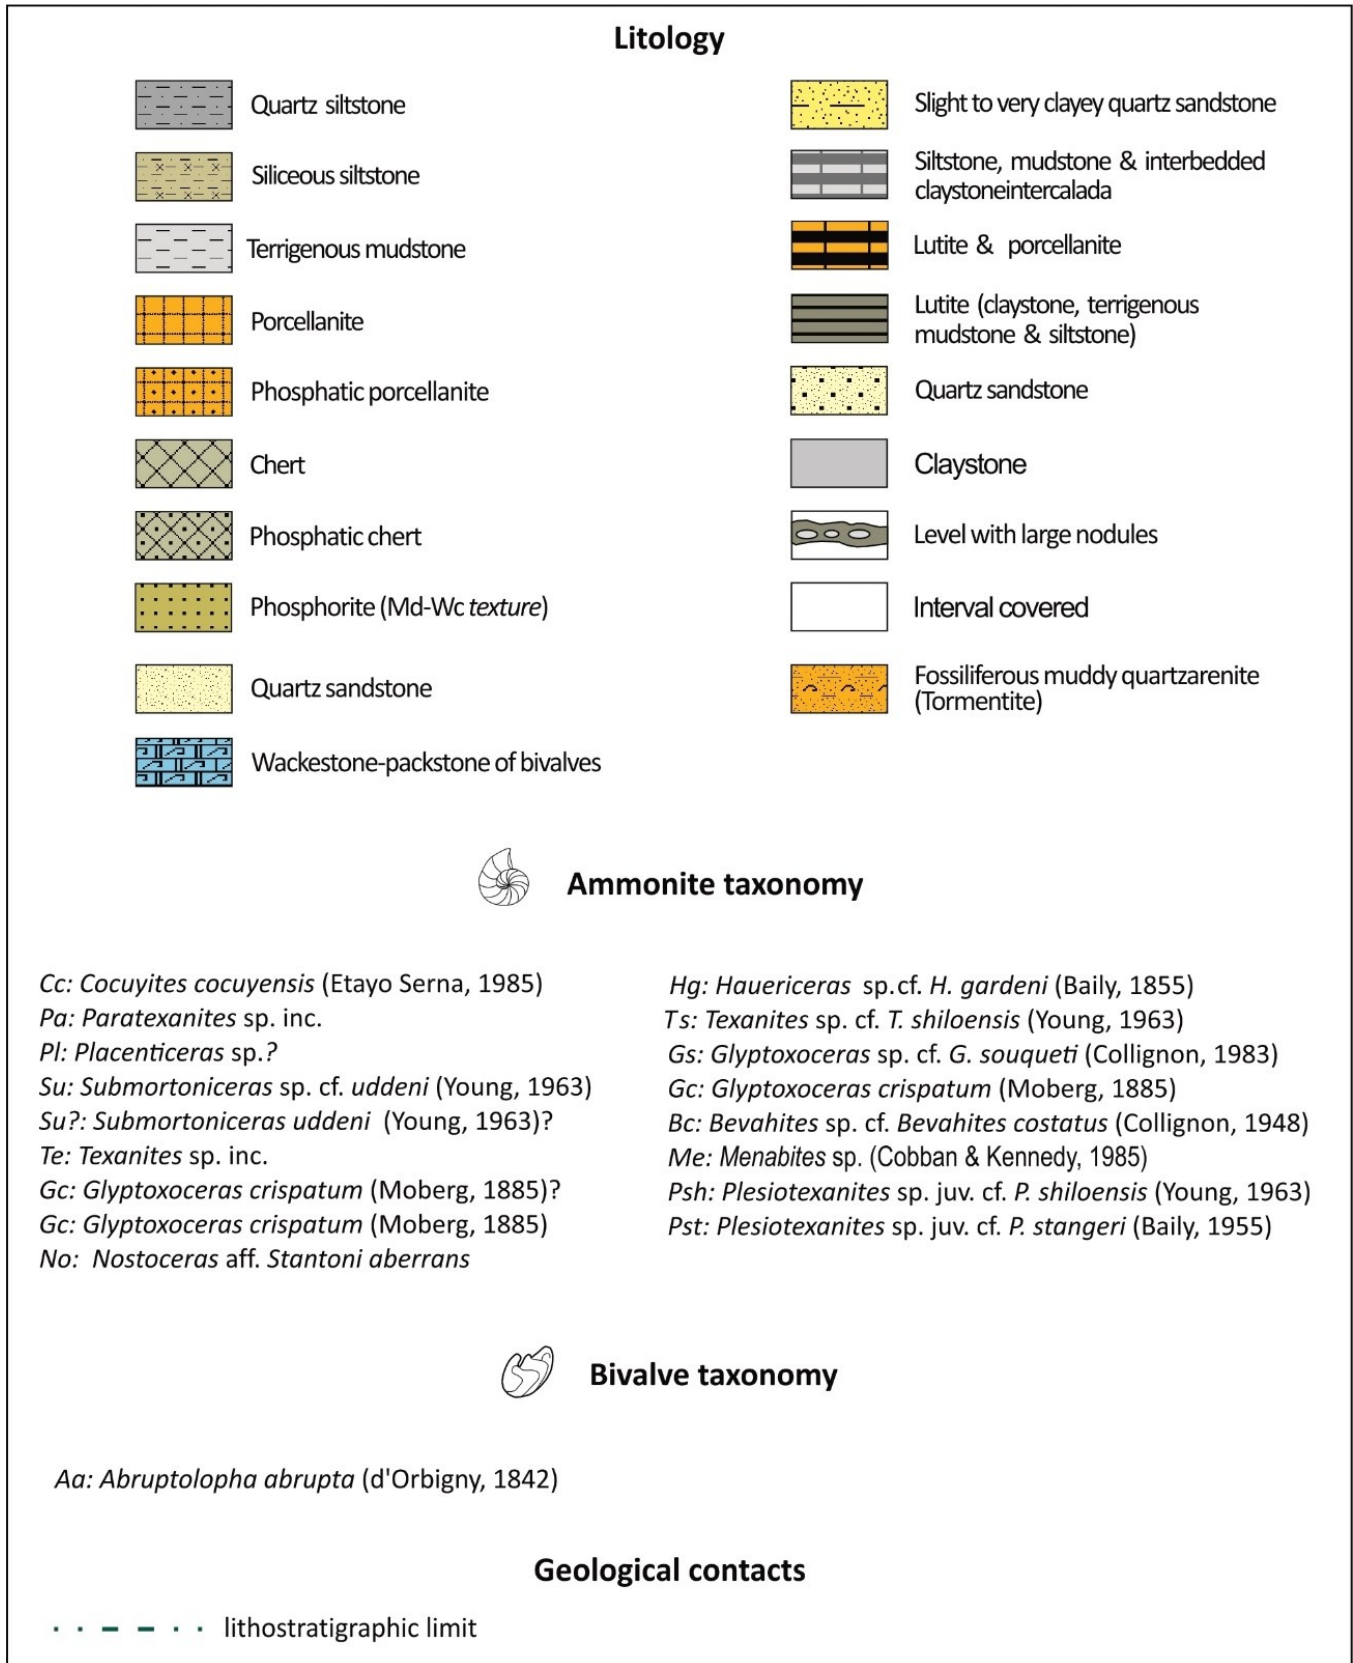 Litology
Quartz siltstone
Siliceous siltstone
Terrigenous mudstone
Porcellanite
Phosphatic porcellanite
Chert
Phosphatic chert
Phosphorite (Md-Wc texture)
Quartz sandstone
Wackestone-packstone of bivalves
Slight to very clayey quartz sandstone
Siltstone, mudstone & interbedded
claystoneintercalada
Lutite & porcellanite
Lutite (claystone, terrigenous
mudstone & siltstone)
Quartz sandstone
Claystone
Level with large nodules
Interval covered
Fossiliferous muddy quartzarenite
(Tormentite)
Ammonite taxonomy
Cc: Cocuyites cocuyensis (Etayo Serna, 1985)
Pa: Paratexanites sp. inc.
Pl: Placenticeras sp.?
Su: Submortoniceras sp. cf. uddeni (Young, 1963)
Su?: Submortoniceras uddeni (Young, 1963)?
Te: Texanites sp. inc.
Gc: Glyptoxoceras crispatum (Moberg, 1885)?
Gc: Glyptoxoceras crispatum (Moberg, 1885)
No: Nostoceras aff. Stantoni aberrans
Hg: Hauericeras sp.cf. H. gardeni (Baily, 1855)
Ts: Texanites sp. cf. T. shiloensis (Young, 1963)
Gs: Glyptoxoceras sp. cf. G. souqueti (Collignon, 1983)
Gc: Glyptoxoceras crispatum (Moberg, 1885)
Bc: Bevahites sp. cf. Bevahites costatus (Collignon, 1948)
Me: Menabites sp. (Cobban & Kennedy, 1985)
Psh: Plesiotexanites sp. juv. cf. P. shiloensis (Young, 1963)
Pst: Plesiotexanites sp. juv. cf. P. stangeri (Baily, 1955)
Bivalve taxonomy
Aa: Abruptolopha abrupta (d'Orbigny, 1842)
Geological contacts
lithostratigraphic limit